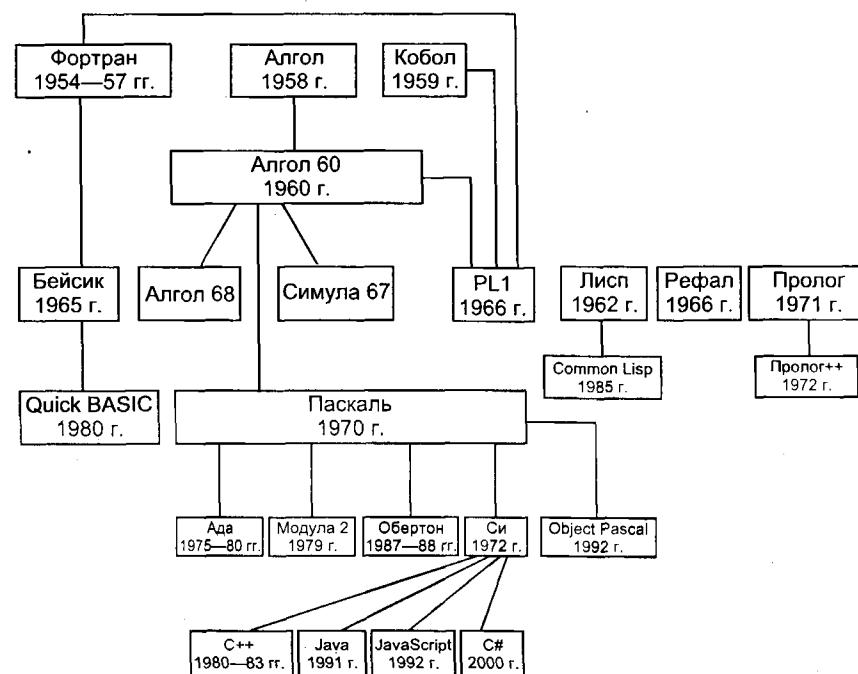 Фортран
1954—57 гг.
Алгол
1958 г.
Кобол
1959 г.
Алгол 60
1960 г.
Бейсик
1965 г.
Алгол 68
Симула 67
PL1
1966 г.
Лисп
1962 г.
Рефал
1966 г.
Пролог
1971 г.
Common Lisp
1985 г.
Пролог++
1972 г.
Quick BASIC
1980 г.
Паскаль
1970 г.
Ада
1975—80 гг.
Модула 2
1979 г.
Обертон
1987—88 гг.
Си
1972 г.
Object Pascal
1992 г.
C++
1980—83 гг.
Java
1991 г.
JavaScript
1992 г.
C#
2000 г.